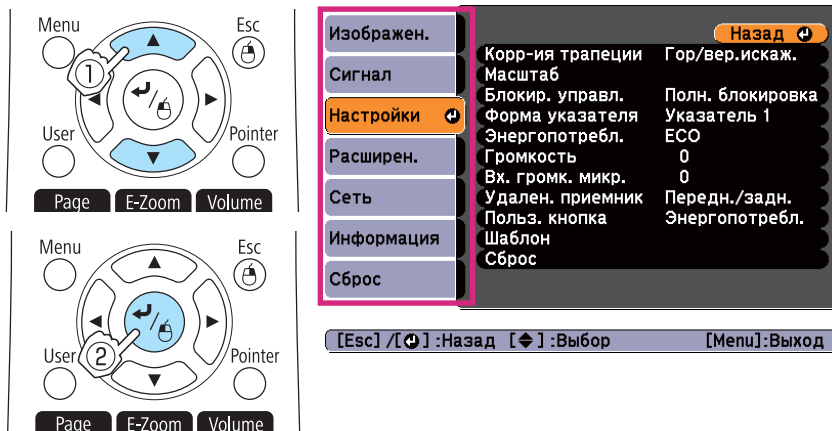 Menu Esc
①
User Pointer
Page E-Zoom Volume
Menu Esc
User ② Pointer
Page E-Zoom Volume
Изображен.
Сигнал
Настройки
Расширен.
Сеть
Информация
Сброс
Назад
Корр-ия трапеции Гор/вер.искаж.
Масштаб
Блокир. управл. Полн. блокировка
Форма указателя Указатель 1
Энергопотребл. ECO
Громкость 0
Вх. громк. микр. 0
Удален. приемник Передн./задн.
Польз. кнопка Энергопотребл.
Шаблон
Сброс
[Esc] /[⏎] :Назад [◆] :Выбор [Menu]:Выход